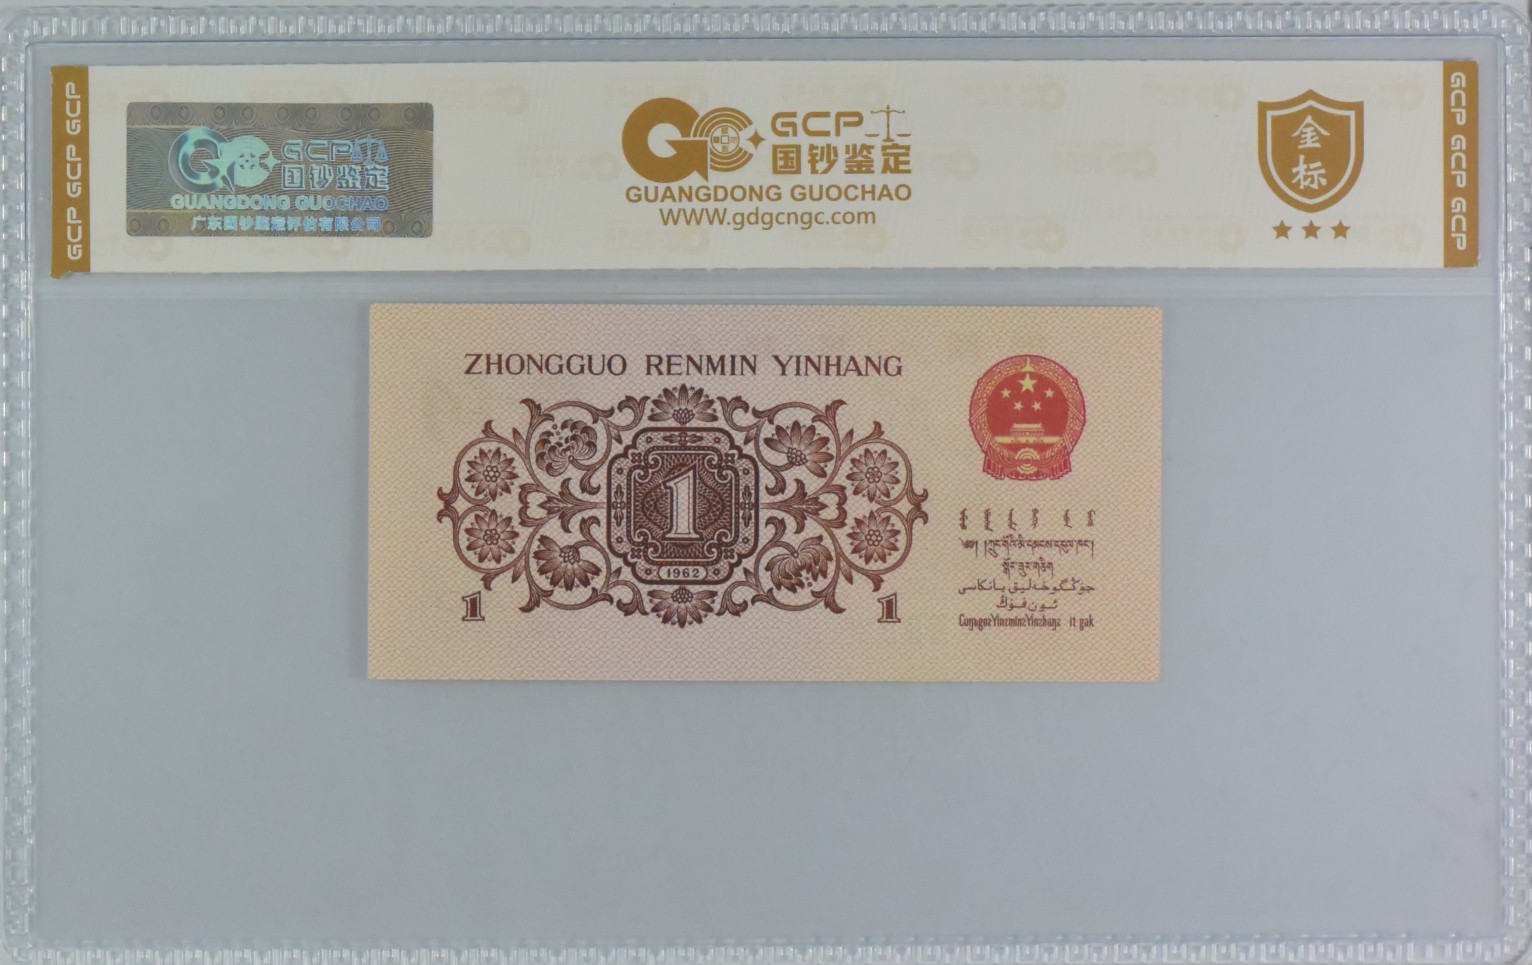 GCP GCP GCP
GCP
国钞鉴定
GUANGDONG GUOCHAO
广东国钞鉴定评估有限公司
GCP
国钞鉴定
GUANGDONG GUOCHAO
WWW.gdgcngc.com
金
标
GCP GCP GCP
ZHONGGUO RENMIN YINHANG
1
1962
1
1
جۇڭگوخەلىق بانكىسى